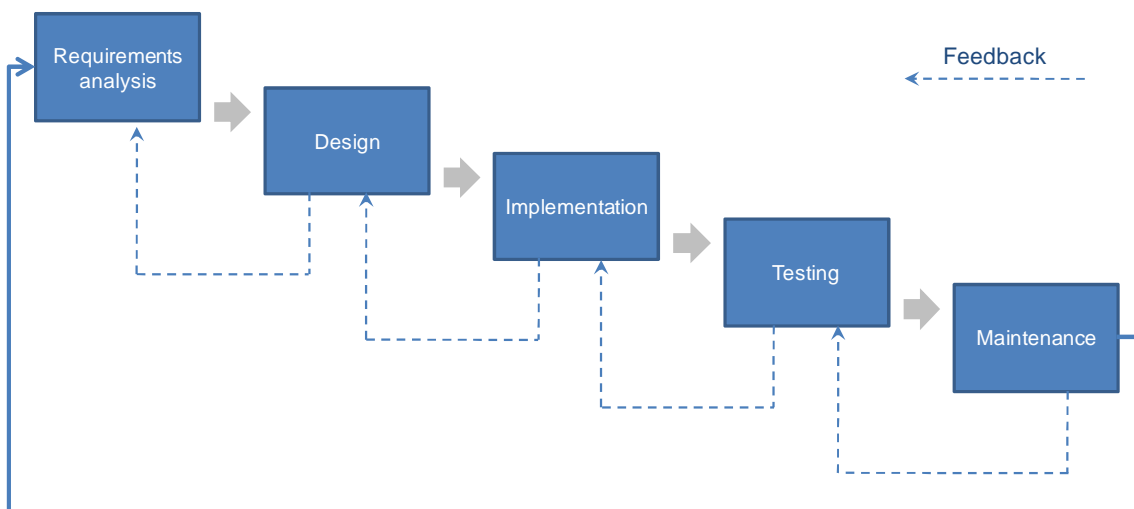 Requirements
analysis
Feedback
Design
Implementation
Testing
Maintenance